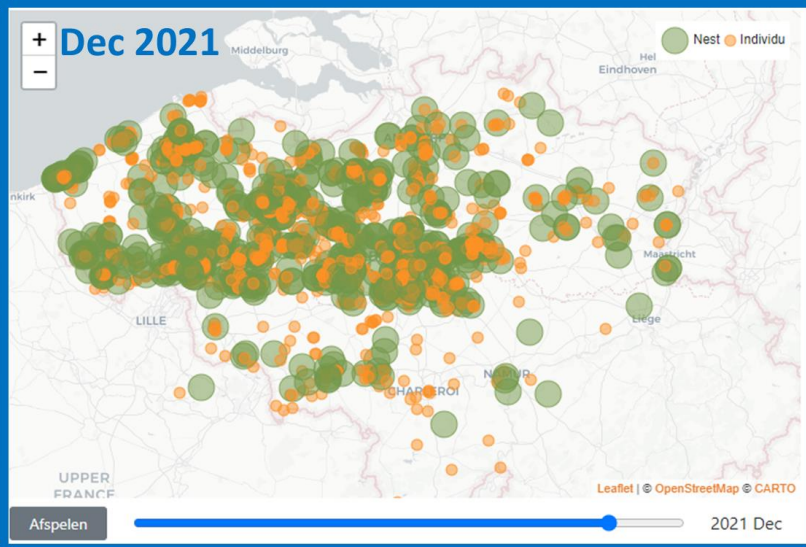 +
Dec 2021
−
Middelburg
Nest
Individu
Hel
Eindhoven
nkirk
Maastricht
LILLE
Liège
NAMUR
CHARLEROI
UPPER
FRANCE
Leaflet | © OpenStreetMap © CARTO
Afspelen
2021 Dec